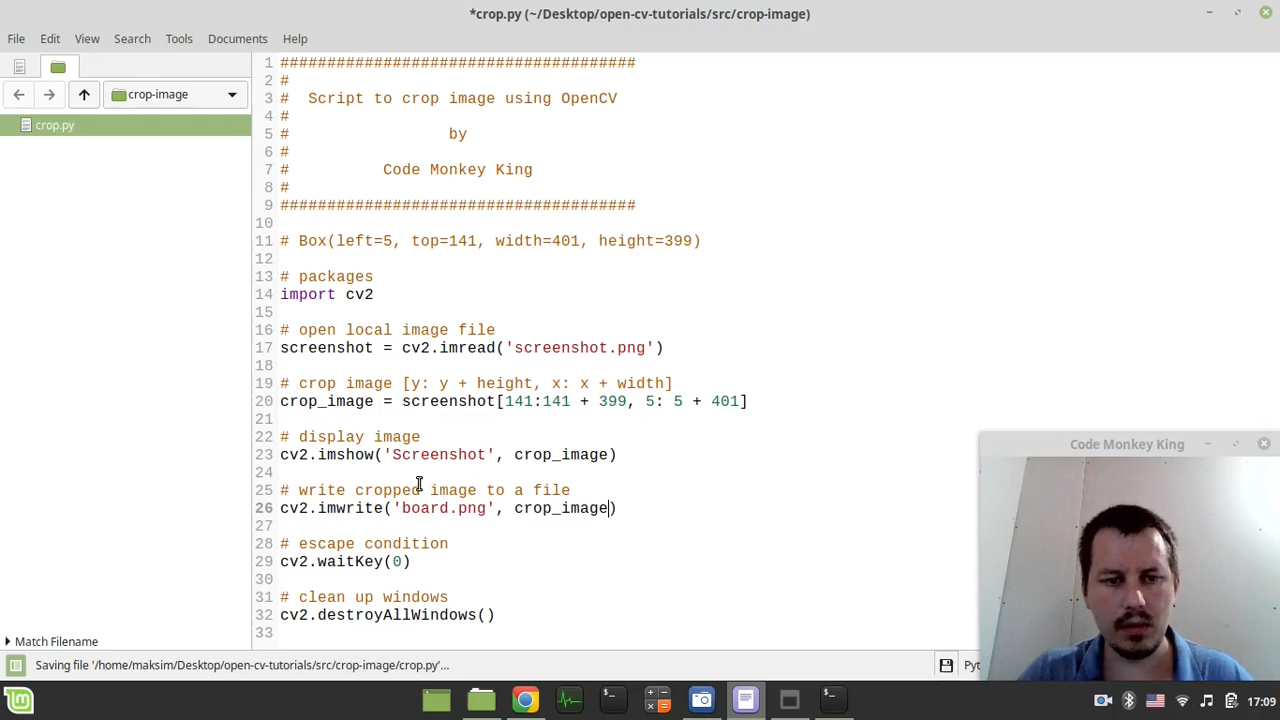 *crop.py (~/Desktop/open-cv-tutorials/src/crop-image)
File Edit View Search Tools Documents Help
crop-image
crop.py
1 #####################################
2 #
3 #  Script to crop image using OpenCV
4 #
5 #                 by
6 #
7 #          Code Monkey King
8 #
9 #####################################
10
11 # Box(left=5, top=141, width=401, height=399)
12
13 # packages
14 import cv2
15
16 # open local image file
17 screenshot = cv2.imread('screenshot.png')
18
19 # crop image [y: y + height, x: x + width]
20 crop_image = screenshot[141:141 + 399, 5: 5 + 401]
21
22 # display image
23 cv2.imshow('Screenshot', crop_image)
24
25 # write cropped image to a file
26 cv2.imwrite('board.png', crop_image)
27
28 # escape condition
29 cv2.waitKey(0)
30
31 # clean up windows
32 cv2.destroyAllWindows()
33
Code Monkey King
Match Filename
Saving file '/home/maksim/Desktop/open-cv-tutorials/src/crop-image/crop.py'...
Pyt
17:09